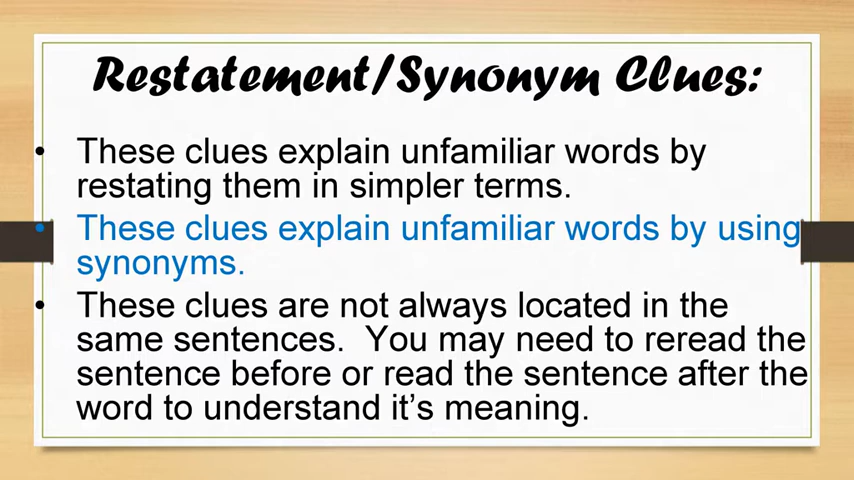 Restatement/Synonym Clues:
• These clues explain unfamiliar words by
restating them in simpler terms.
• These clues explain unfamiliar words by using
synonyms.
• These clues are not always located in the
same sentences.  You may need to reread the
sentence before or read the sentence after the
word to understand it’s meaning.